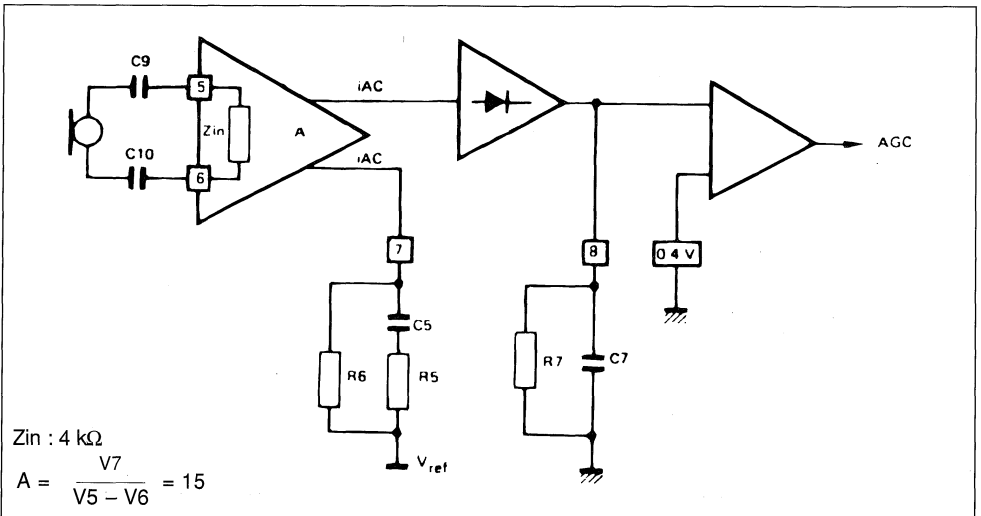 C9
5
iAC
Zin
A
AGC
C10
iAC
6
7
8
0 4 V
C5
R6
R5
R7
C7
Vref
Zin : 4 kΩ
A = V7 / V5 – V6 = 15